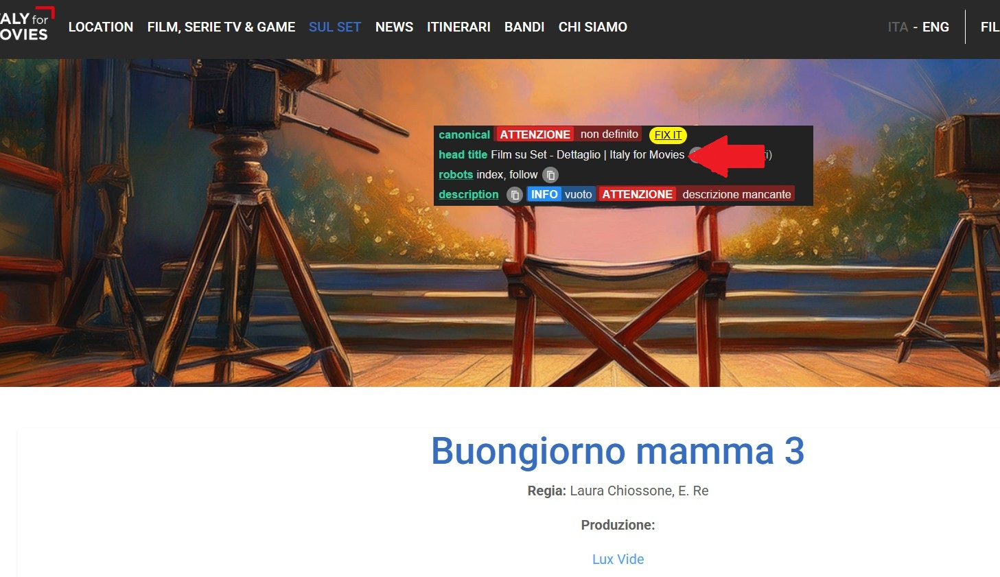 ALY for
OVIES
LOCATION FILM, SERIE TV & GAME SUL SET NEWS ITINERARI BANDI CHI SIAMO ITA - ENG FIL
canonical ATTENZIONE non definito FIX IT
head title Film su Set - Dettaglio | Italy for Movies ri)
robots index, follow
description INFO vuoto ATTENZIONE descrizione mancante
Buongiorno mamma 3
Regia: Laura Chiossone, E. Re
Produzione:
Lux Vide